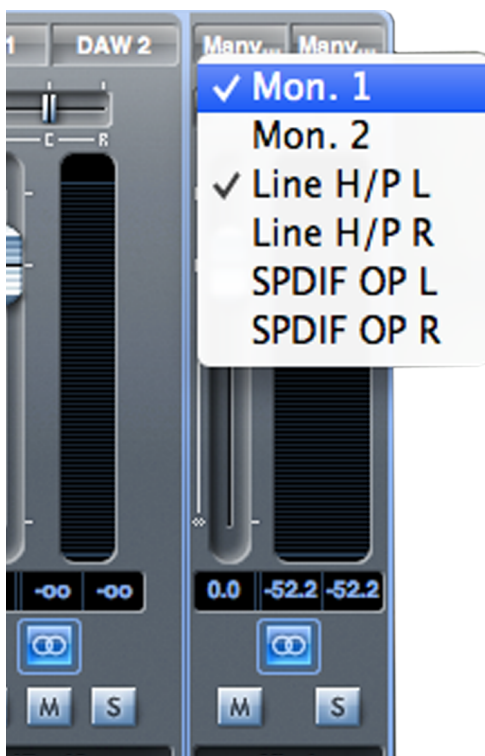 1 DAW 2 Many... Many...
✓ Mon. 1
Mon. 2
✓ Line H/P L
Line H/P R
SPDIF OP L
SPDIF OP R
C R
∞
-oo -oo 0.0 -52.2 -52.2
M S M S